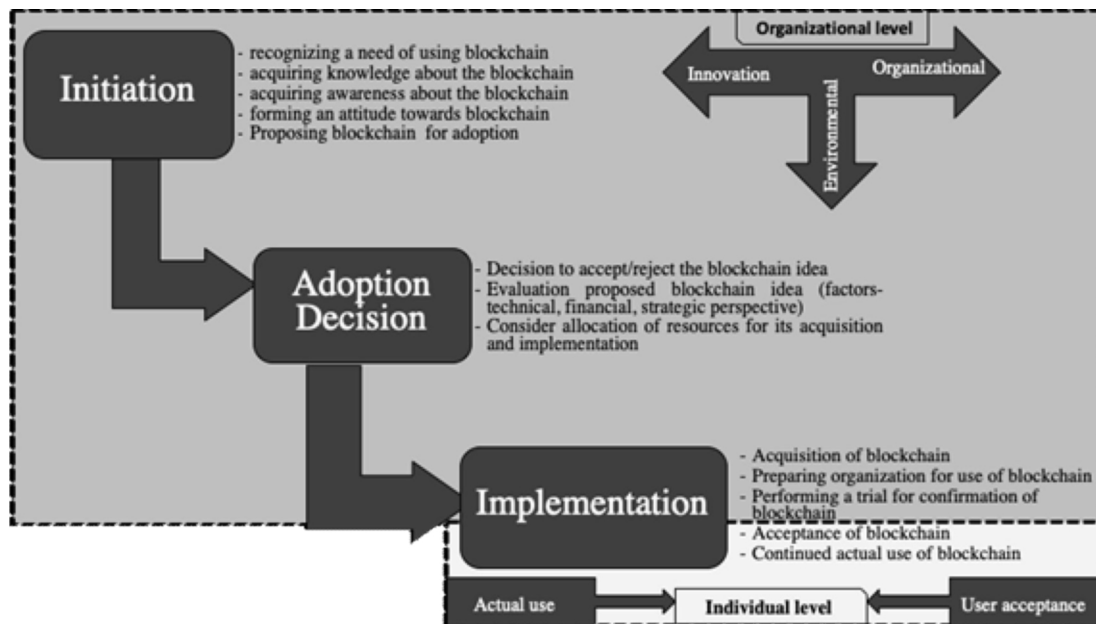 Organizational level
Innovation
Organizational
Environmental
Initiation
- recognizing a need of using blockchain
- acquiring knowledge about the blockchain
- acquiring awareness about the blockchain
- forming an attitude towards blockchain
- Proposing blockchain for adoption
Adoption
Decision
- Decision to accept/reject the blockchain idea
- Evaluation proposed blockchain idea (factors-
technical, financial, strategic perspective)
- Consider allocation of resources for its acquisition
and implementation
Implementation
- Acquisition of blockchain
- Preparing organization for use of blockchain
- Performing a trial for confirmation of
blockchain
- Acceptance of blockchain
- Continued actual use of blockchain
Actual use
Individual level
User acceptance